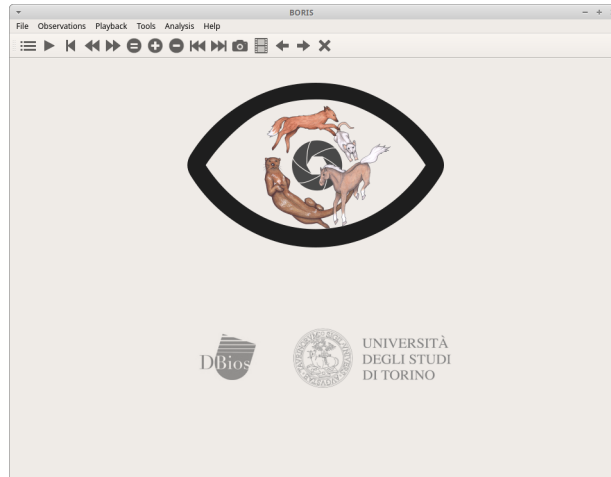 BORIS
File Observations Playback Tools Analysis Help
DBios
UNIVERSITÀ
DEGLI STUDI
DI TORINO